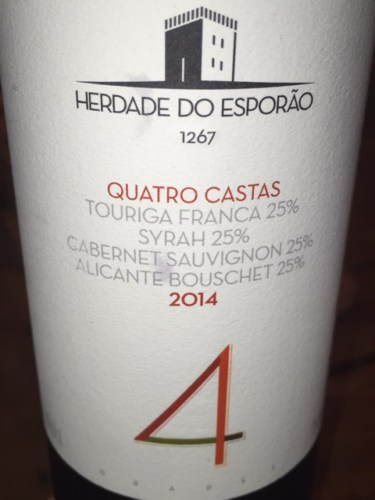 HERDADE DO ESPORÃO
1267
QUATRO CASTAS
TOURIGA FRANCA 25%
SYRAH 25%
CABERNET SAUVIGNON 25%
ALICANTE BOUSCHET 25%
2014
4